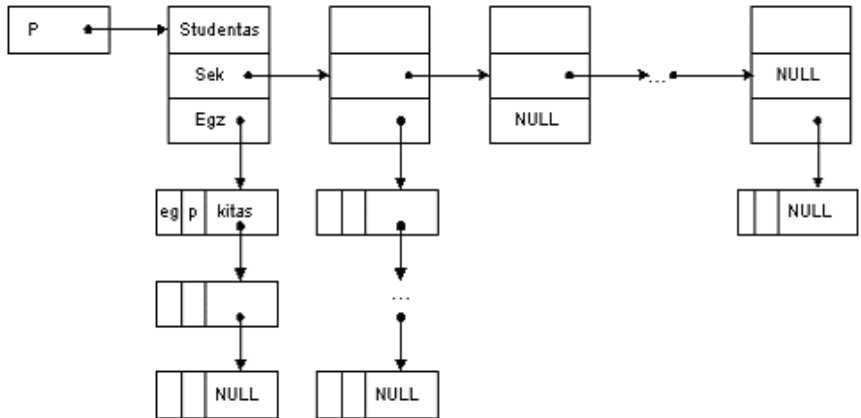 P
Studentas
Sek
...
NULL
Egz
NULL
eg p kitas
NULL
...
NULL
NULL